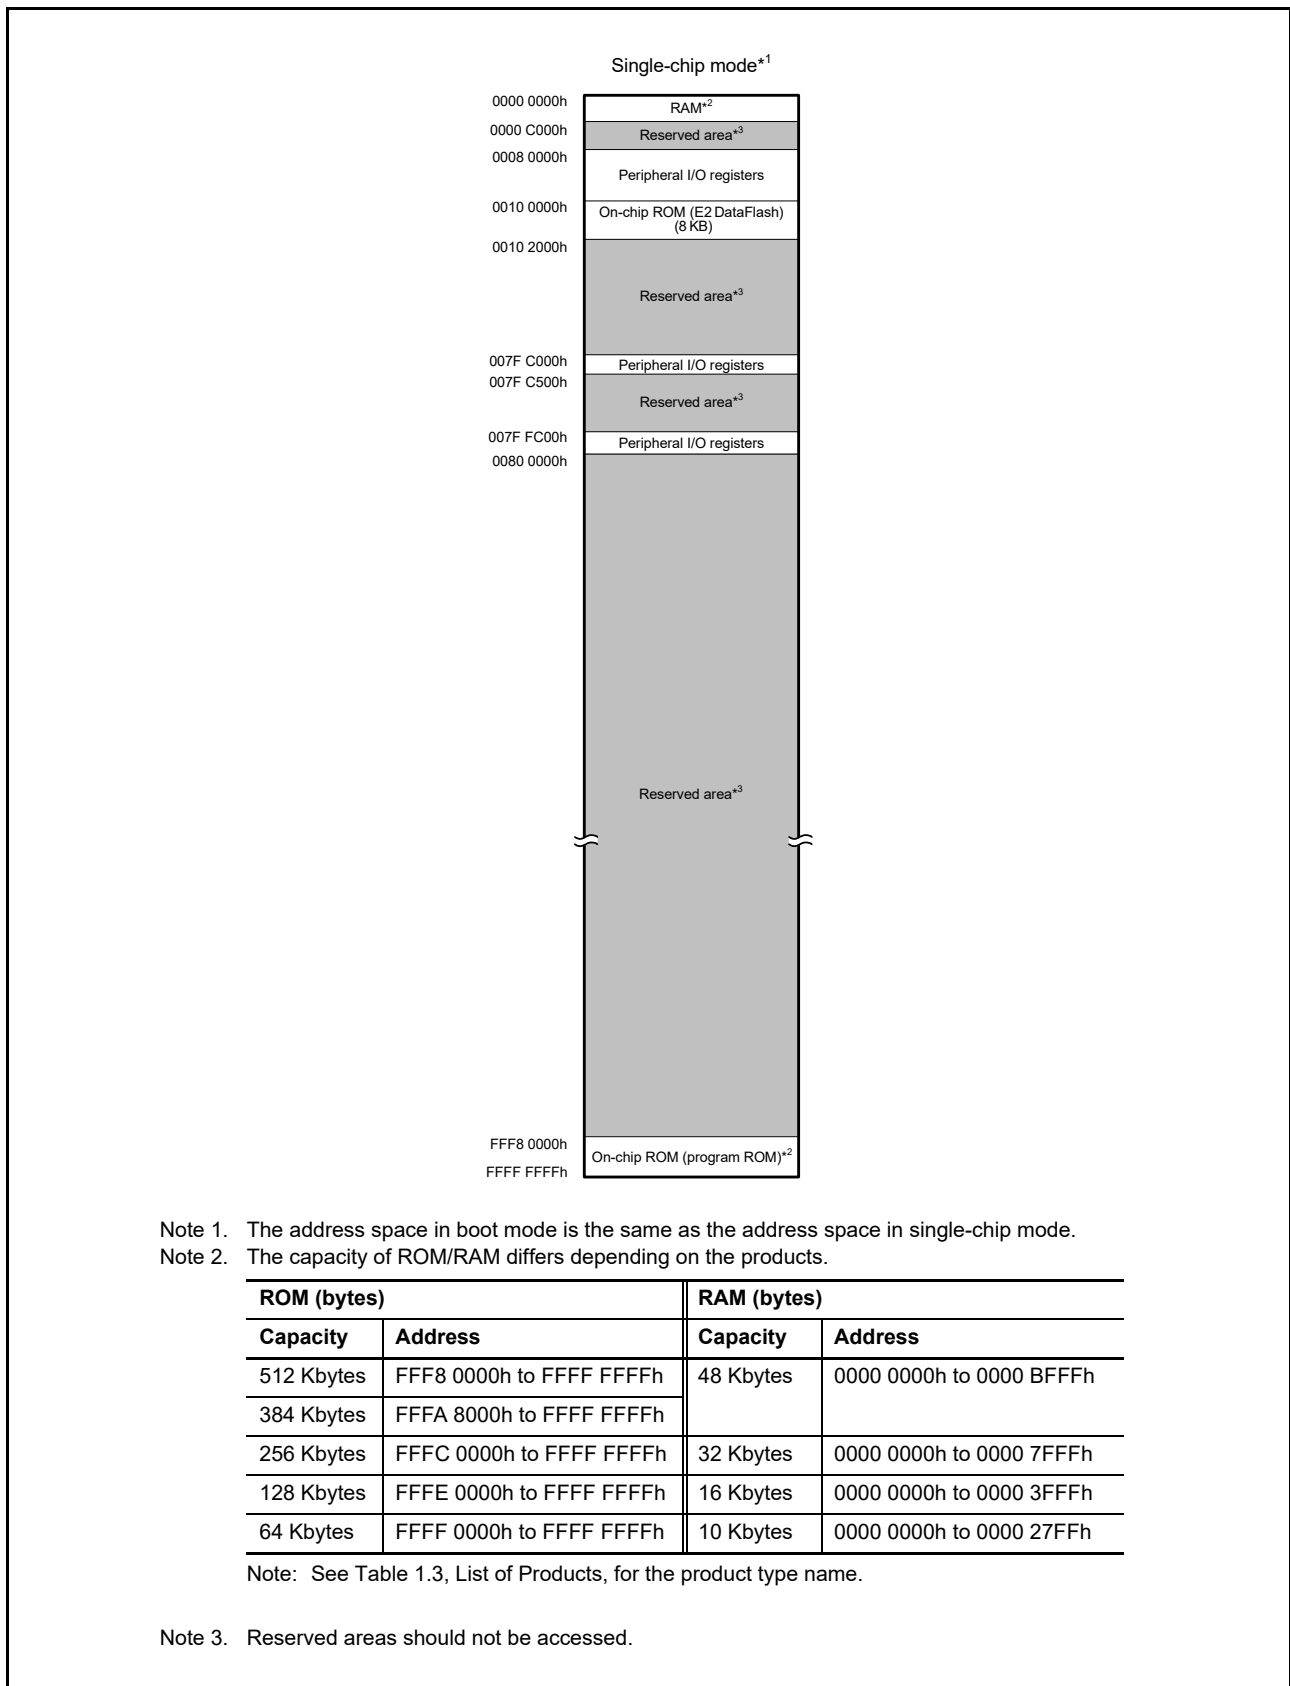 Single-chip mode*1
0000 0000h
RAM*2
0000 C000h
Reserved area*3
0008 0000h
Peripheral I/O registers
0010 0000h
On-chip ROM (E2 DataFlash)
(8 KB)
0010 2000h
Reserved area*3
007F C000h
Peripheral I/O registers
007F C500h
Reserved area*3
007F FC00h
Peripheral I/O registers
0080 0000h
Reserved area*3
FFF8 0000h
On-chip ROM (program ROM)*2
FFFF FFFFh
Note 1. The address space in boot mode is the same as the address space in single-chip mode.
Note 2. The capacity of ROM/RAM differs depending on the products.
ROM (bytes) RAM (bytes)
Capacity Address Capacity Address
512 Kbytes FFF8 0000h to FFFF FFFFh 48 Kbytes 0000 0000h to 0000 BFFFh
384 Kbytes FFFA 8000h to FFFF FFFFh
256 Kbytes FFFC 0000h to FFFF FFFFh 32 Kbytes 0000 0000h to 0000 7FFFh
128 Kbytes FFFE 0000h to FFFF FFFFh 16 Kbytes 0000 0000h to 0000 3FFFh
64 Kbytes FFFF 0000h to FFFF FFFFh 10 Kbytes 0000 0000h to 0000 27FFh
Note: See Table 1.3, List of Products, for the product type name.
Note 3. Reserved areas should not be accessed.